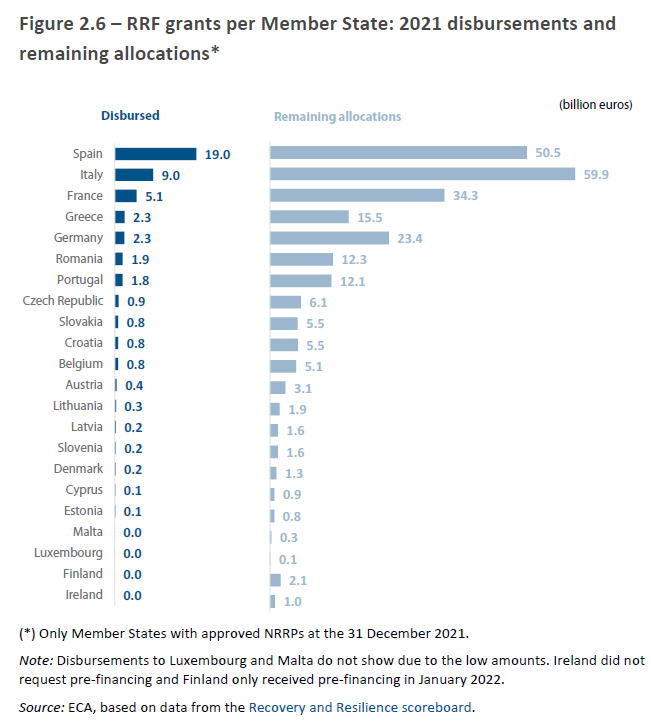 Figure 2.6 – RRF grants per Member State: 2021 disbursements and
remaining allocations*
(billion euros)
Disbursed Remaining allocations
Spain 19.0 50.5
Italy 9.0 59.9
France 5.1 34.3
Greece 2.3 15.5
Germany 2.3 23.4
Romania 1.9 12.3
Portugal 1.8 12.1
Czech Republic 0.9 6.1
Slovakia 0.8 5.5
Croatia 0.8 5.5
Belgium 0.8 5.1
Austria 0.4 3.1
Lithuania 0.3 1.9
Latvia 0.2 1.6
Slovenia 0.2 1.6
Denmark 0.2 1.3
Cyprus 0.1 0.9
Estonia 0.1 0.8
Malta 0.0 0.3
Luxembourg 0.0 0.1
Finland 0.0 2.1
Ireland 0.0 1.0
(*) Only Member States with approved NRRPs at the 31 December 2021.
Note: Disbursements to Luxembourg and Malta do not show due to the low amounts. Ireland did not
request pre-financing and Finland only received pre-financing in January 2022.
Source: ECA, based on data from the Recovery and Resilience scoreboard.